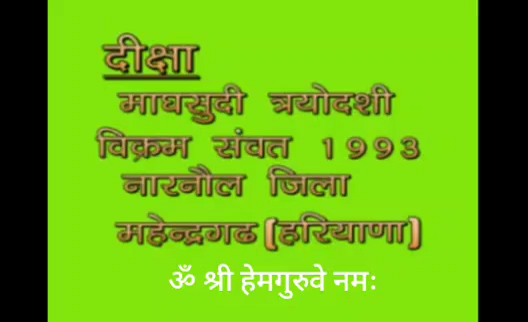 दीक्षा
माघसुदी त्रयोदशी
विक्रम संवत 1993
नारनौल जिला
महेन्द्रगढ (हरियाणा)
ॐ श्री हेमगुरुवे नमः